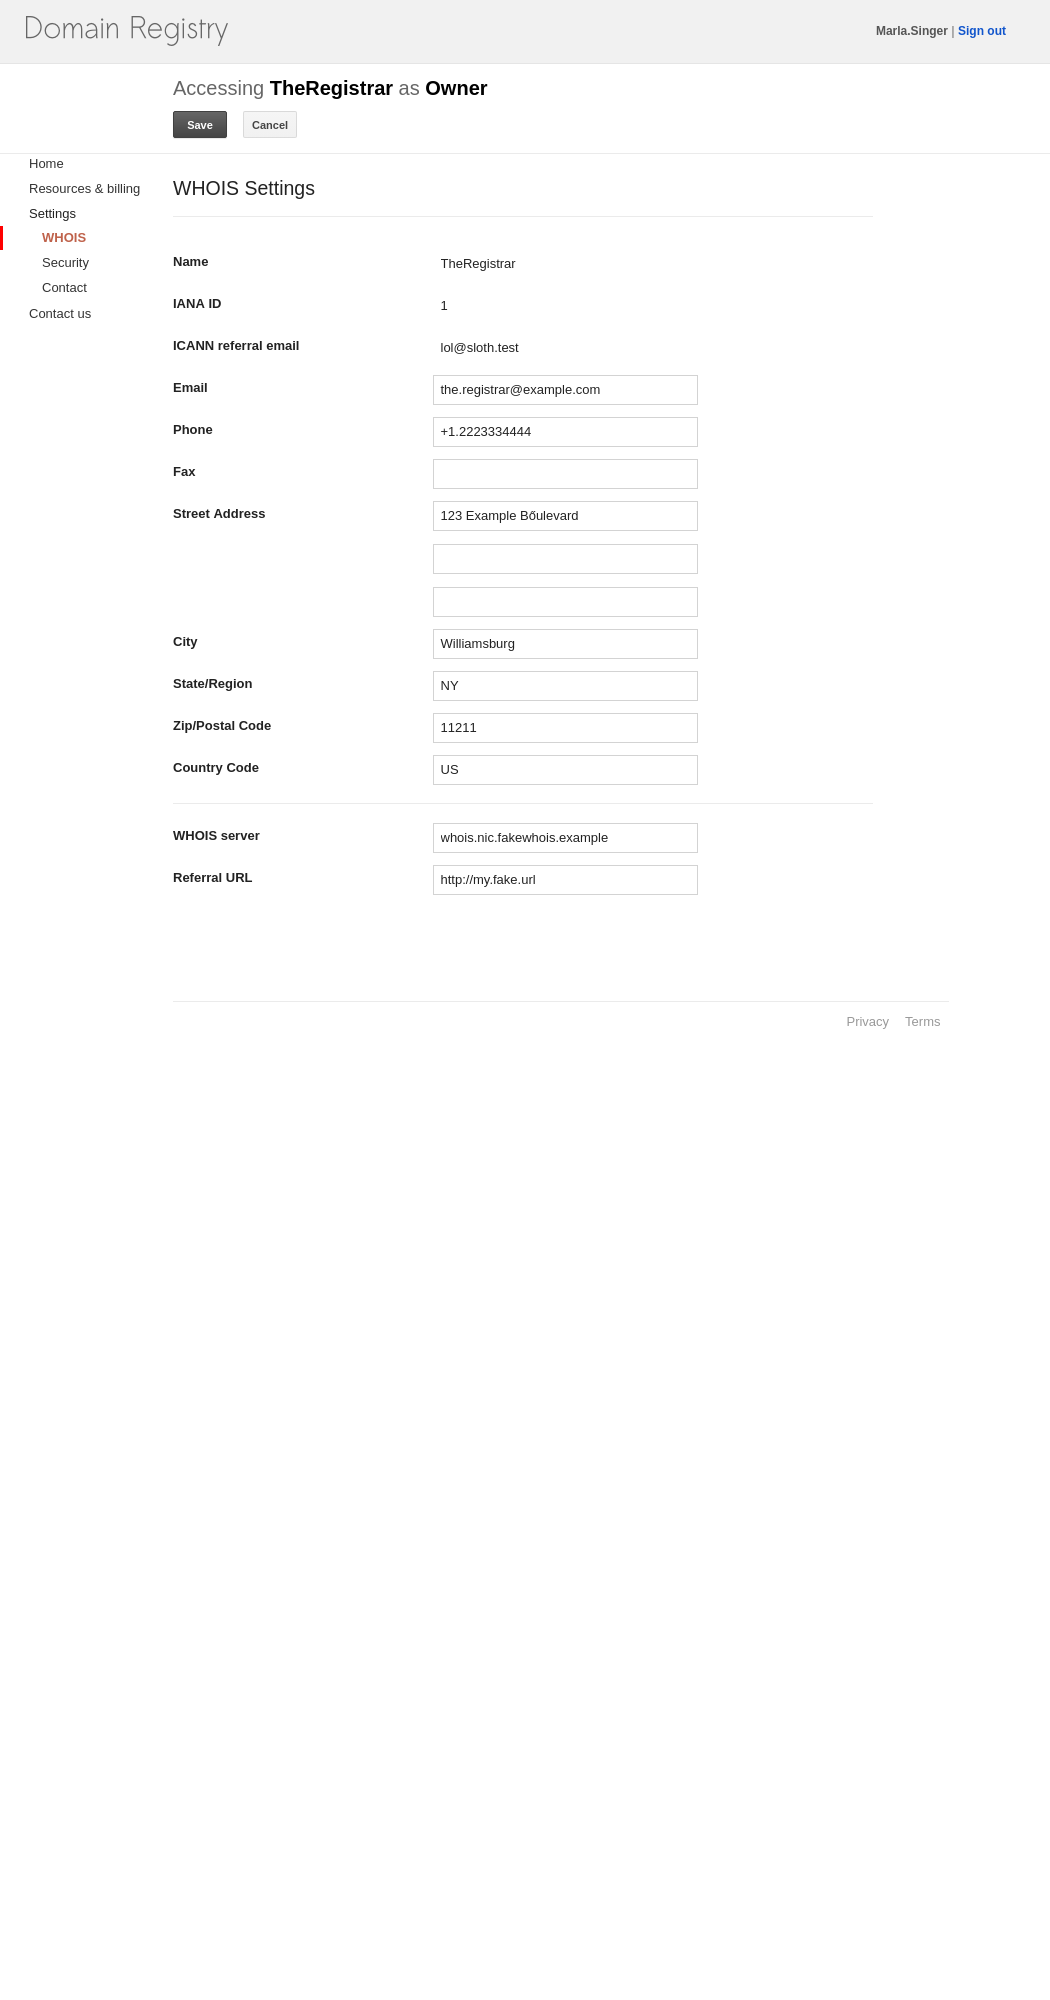 Domain Registry
Marla.Singer | Sign out
Accessing TheRegistrar as Owner
Save Cancel
Home
Resources & billing
Settings
WHOIS
Security
Contact
Contact us
WHOIS Settings
Name TheRegistrar
IANA ID 1
ICANN referral email lol@sloth.test
Email the.registrar@example.com
Phone +1.2223334444
Fax
Street Address 123 Example Bőulevard
City Williamsburg
State/Region NY
Zip/Postal Code 11211
Country Code US
WHOIS server whois.nic.fakewhois.example
Referral URL http://my.fake.url
Privacy Terms